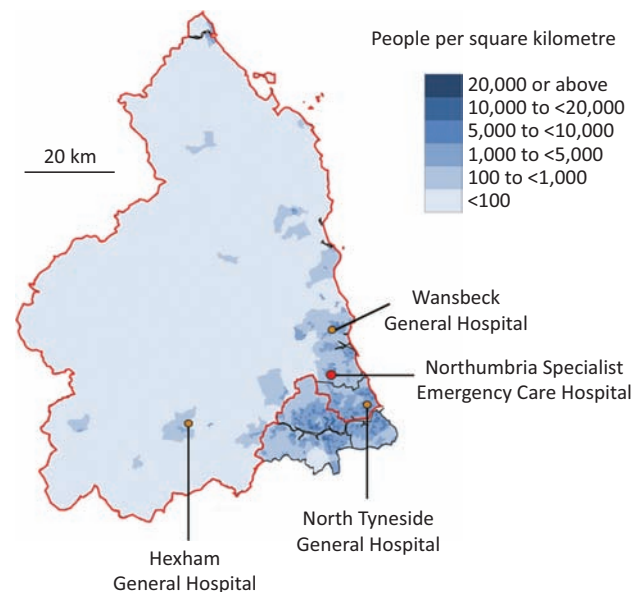 People per square kilometre
20,000 or above
10,000 to <20,000
5,000 to <10,000
1,000 to <5,000
100 to <1,000
<100
20 km
Wansbeck
General Hospital
Northumbria Specialist
Emergency Care Hospital
North Tyneside
General Hospital
Hexham
General Hospital